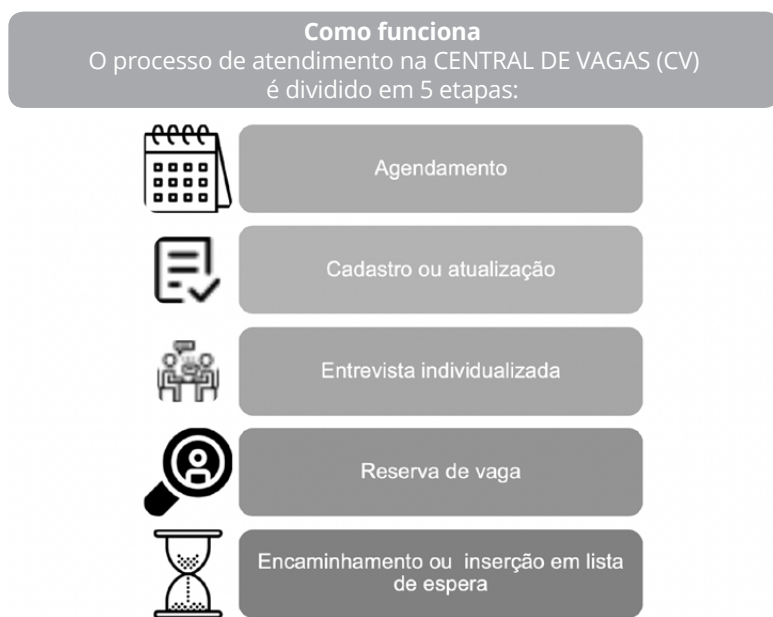 Como funciona
O processo de atendimento na CENTRAL DE VAGAS (CV)
é dividido em 5 etapas:
Agendamento
Cadastro ou atualização
Entrevista individualizada
Reserva de vaga
Encaminhamento ou inserção em lista
de espera